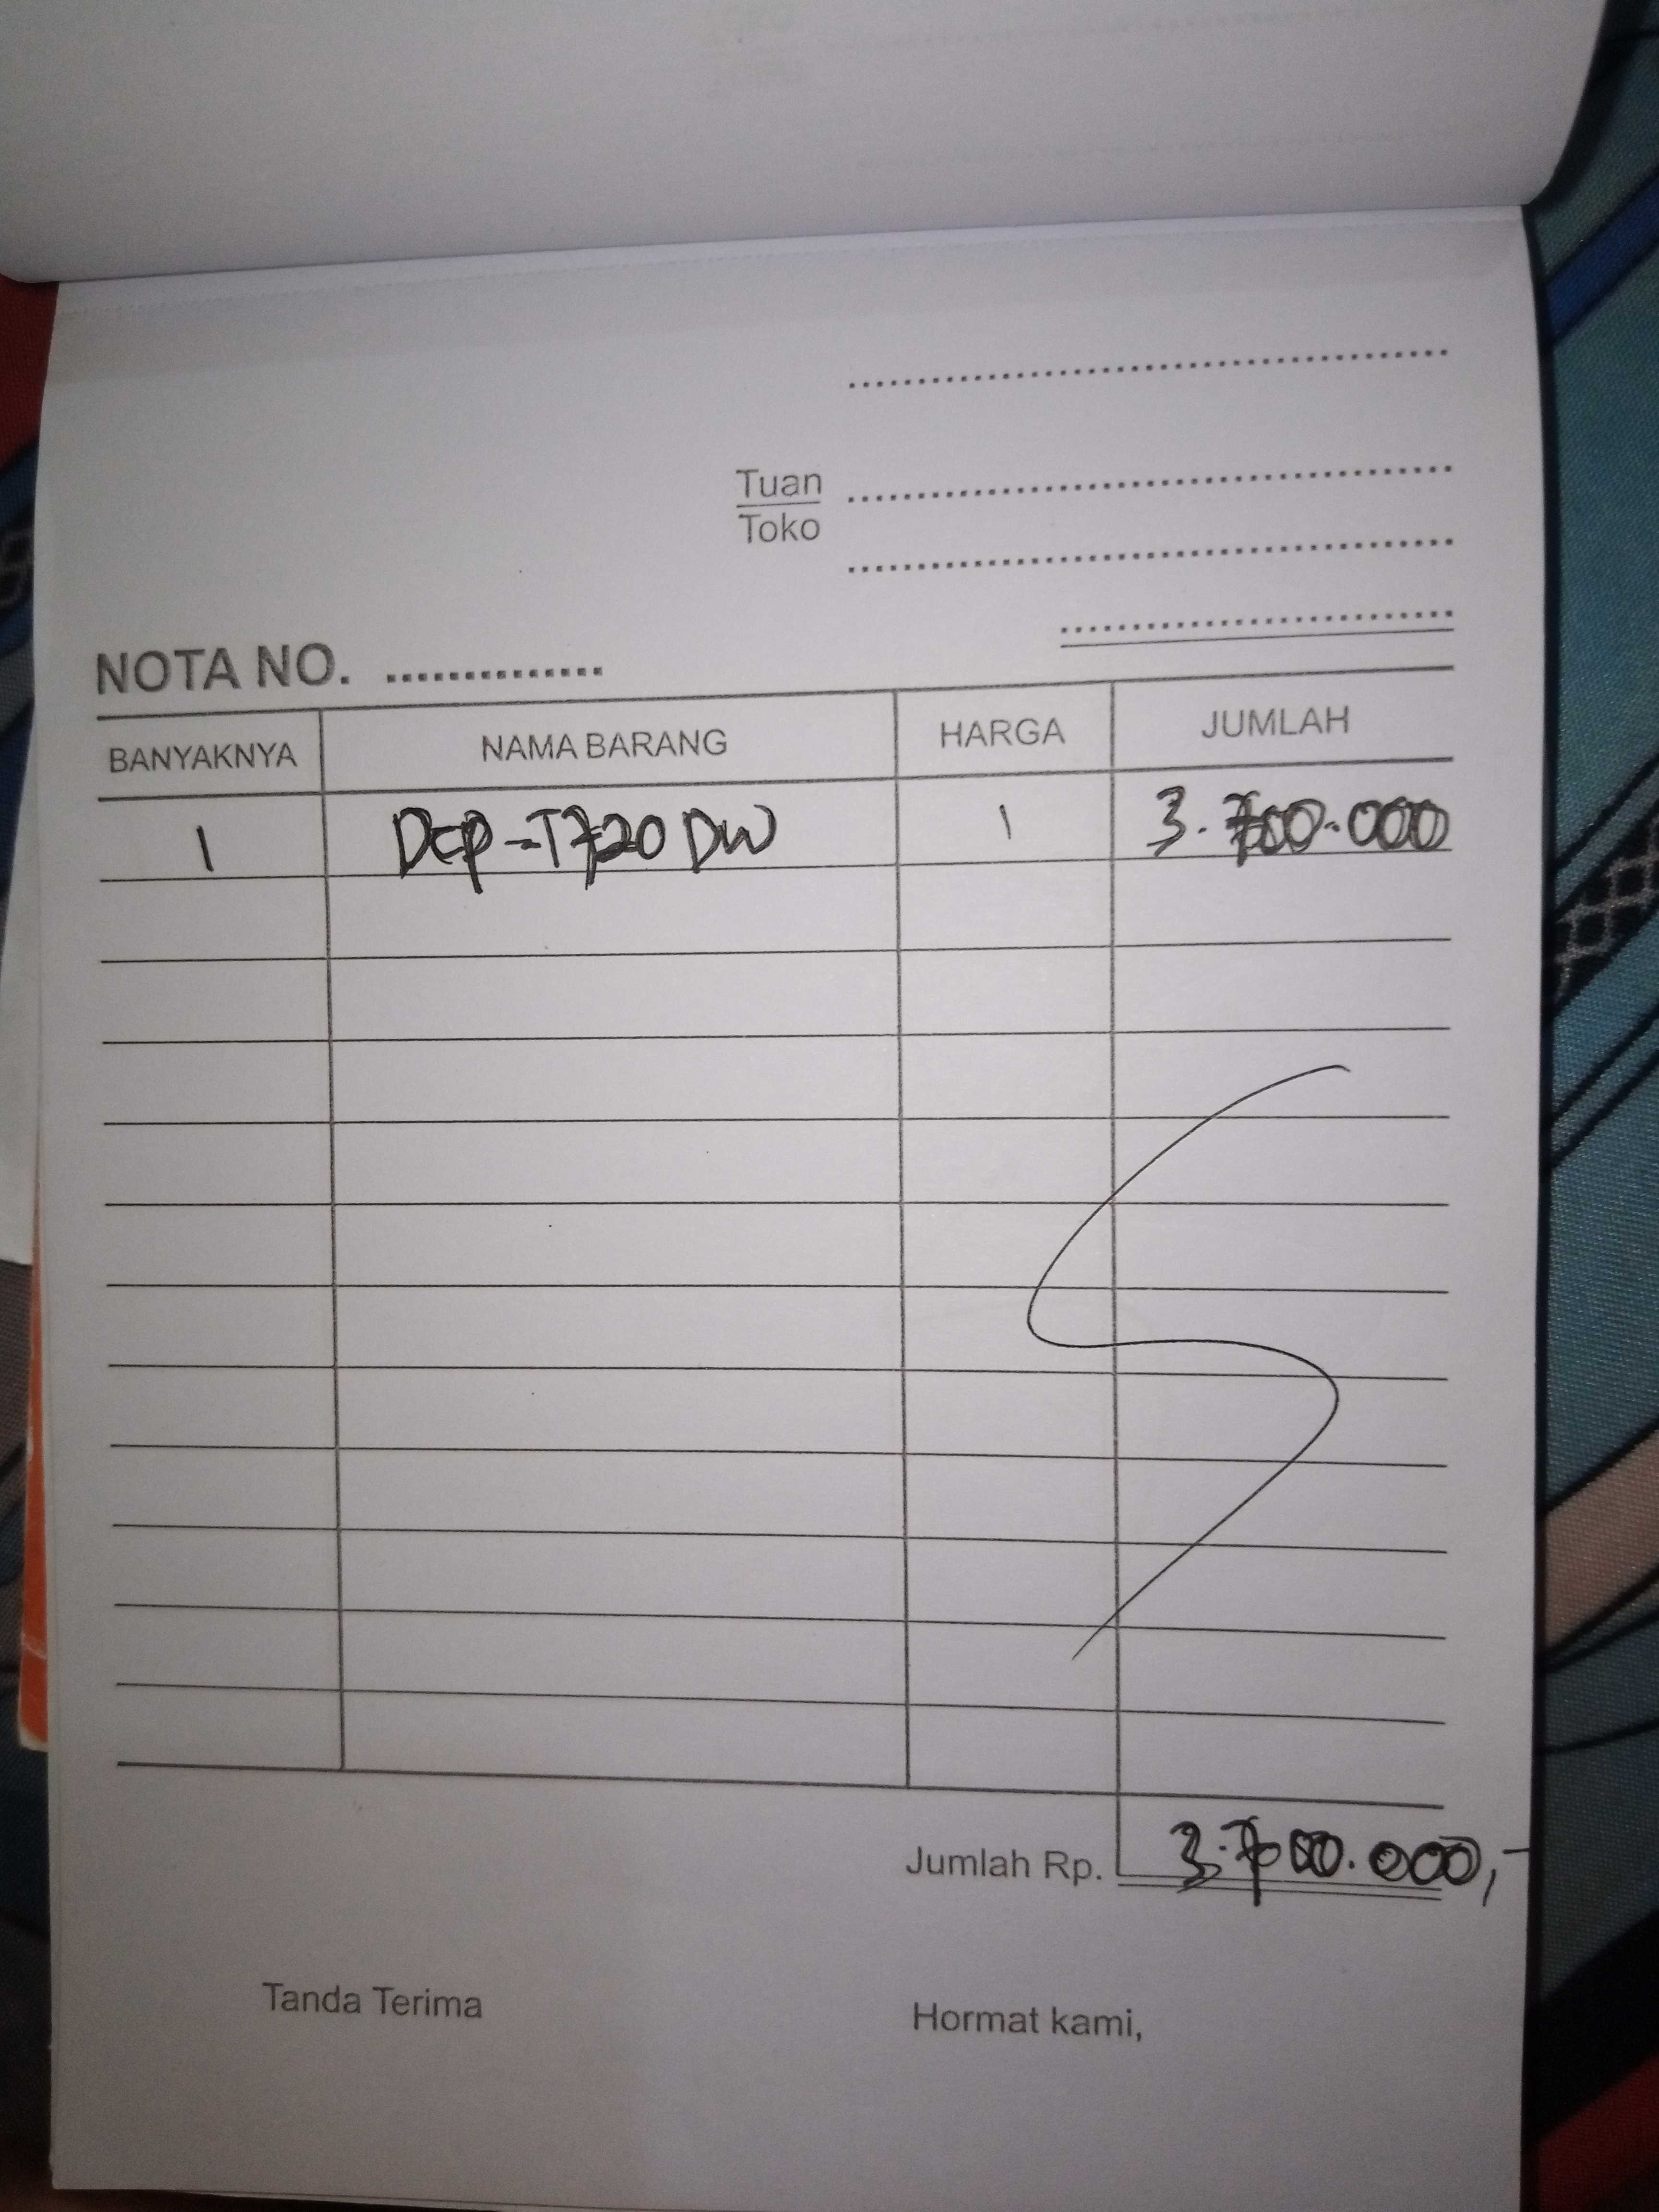 Tuan
Toko
NOTA NO. ..............
BANYAKNYA NAMA BARANG HARGA JUMLAH
1 DCP-T720 DW 1 3.700.000
Jumlah Rp. 3.700.000,-
Tanda Terima Hormat kami,